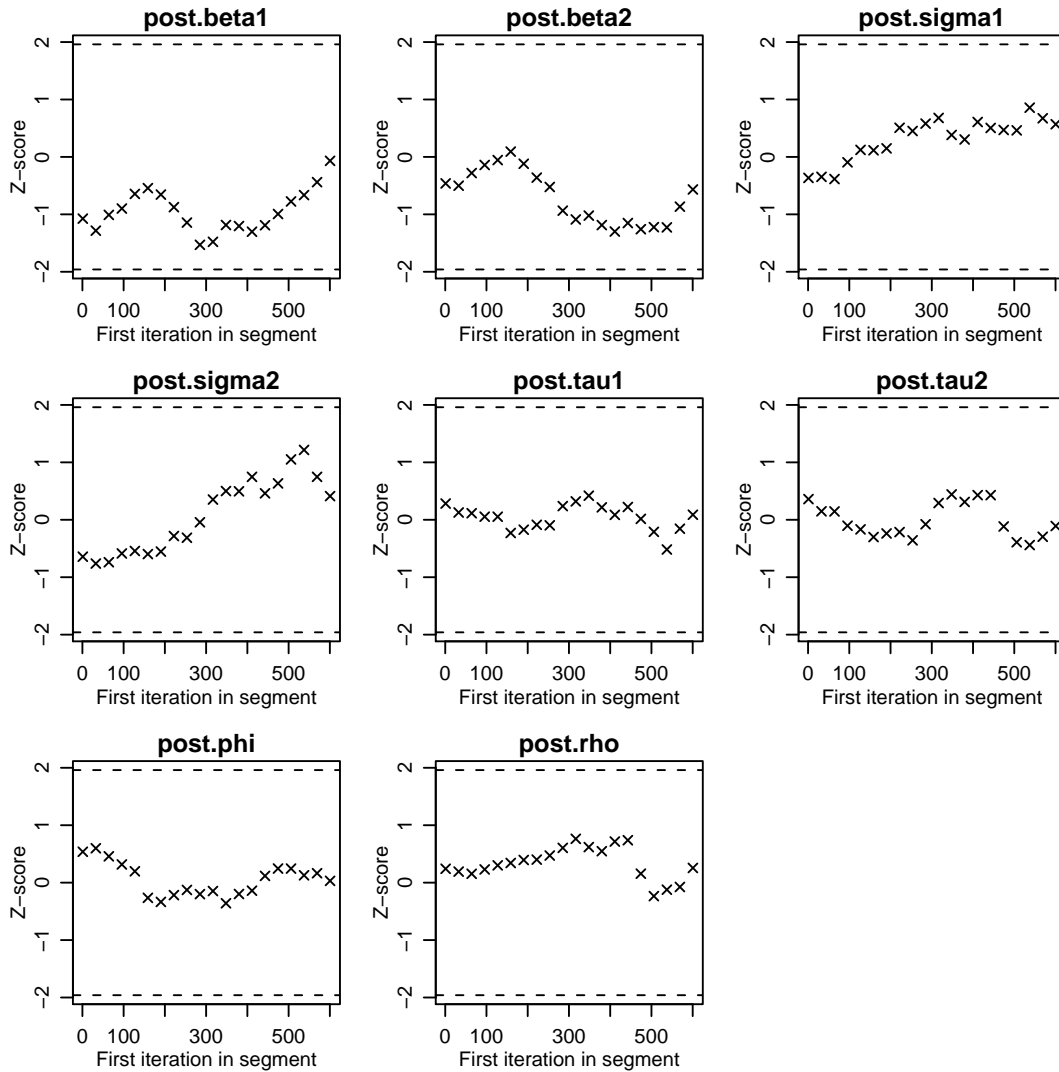 post.beta1
Z−score
2
1
0
−1
−2
0 100 300 500
First iteration in segment
post.beta2
Z−score
2
1
0
−1
−2
0 100 300 500
First iteration in segment
post.sigma1
Z−score
2
1
0
−1
−2
0 100 300 500
First iteration in segment
post.sigma2
Z−score
2
1
0
−1
−2
0 100 300 500
First iteration in segment
post.tau1
Z−score
2
1
0
−1
−2
0 100 300 500
First iteration in segment
post.tau2
Z−score
2
1
0
−1
−2
0 100 300 500
First iteration in segment
post.phi
Z−score
2
1
0
−1
−2
0 100 300 500
First iteration in segment
post.rho
Z−score
2
1
0
−1
−2
0 100 300 500
First iteration in segment